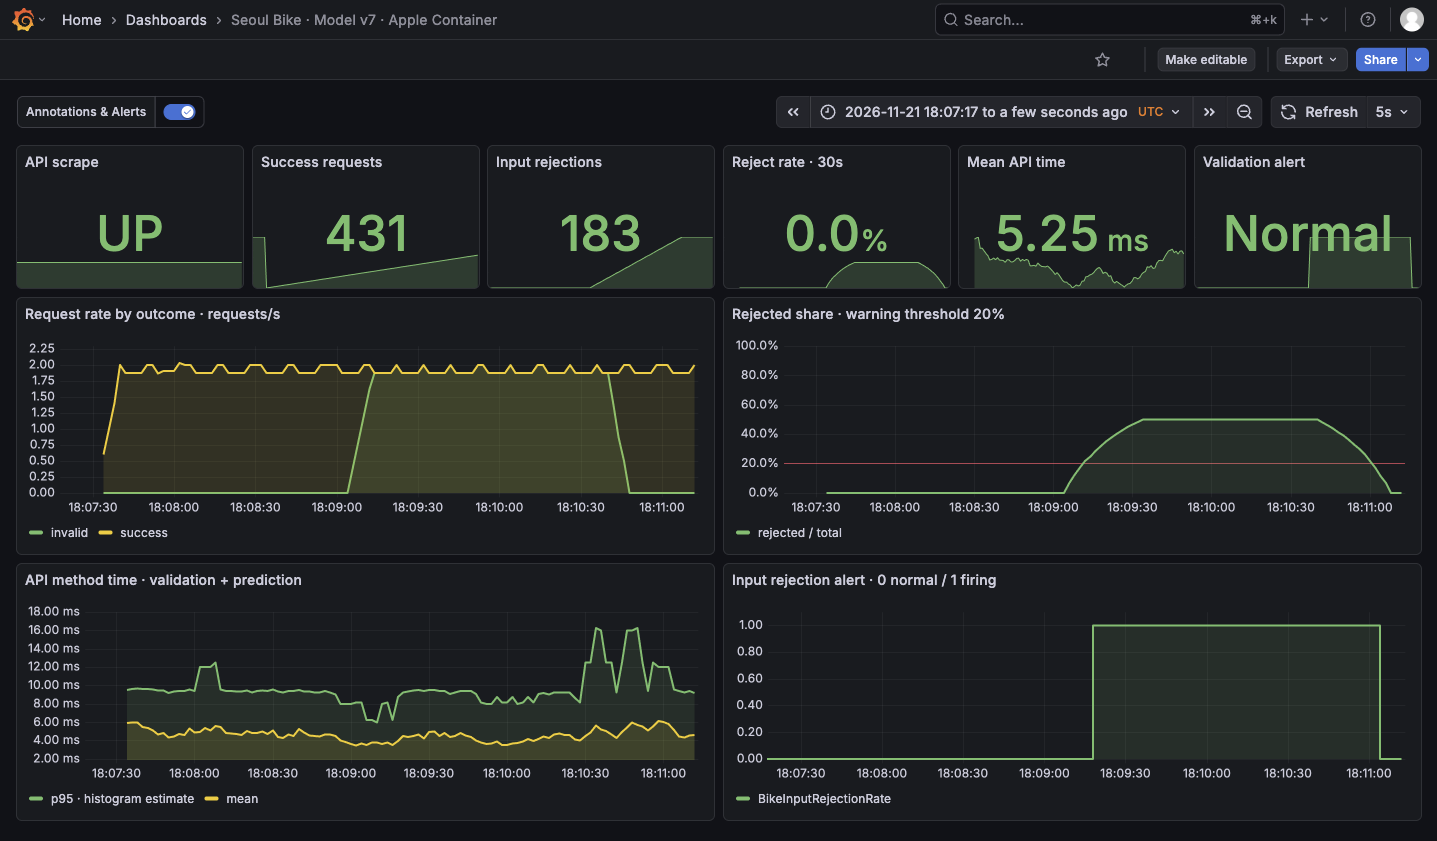 Home › Dashboards › Seoul Bike · Model v7 · Apple Container
Search... ⌘+k
Make editable
Export
Share
Annotations & Alerts
2026-11-21 18:07:17 to a few seconds ago UTC
Refresh 5s
API scrape
UP
Success requests
431
Input rejections
183
Reject rate · 30s
0.0%
Mean API time
5.25 ms
Validation alert
Normal
Request rate by outcome · requests/s
2.25
2.00
1.75
1.50
1.25
1.00
0.75
0.50
0.25
0.00
18:07:30 18:08:00 18:08:30 18:09:00 18:09:30 18:10:00 18:10:30 18:11:00
invalid success
Rejected share · warning threshold 20%
100.0%
80.0%
60.0%
40.0%
20.0%
0.0%
18:07:30 18:08:00 18:08:30 18:09:00 18:09:30 18:10:00 18:10:30 18:11:00
rejected / total
API method time · validation + prediction
18.00 ms
16.00 ms
14.00 ms
12.00 ms
10.00 ms
8.00 ms
6.00 ms
4.00 ms
2.00 ms
18:07:30 18:08:00 18:08:30 18:09:00 18:09:30 18:10:00 18:10:30 18:11:00
p95 · histogram estimate mean
Input rejection alert · 0 normal / 1 firing
1.00
0.80
0.60
0.40
0.20
0.00
18:07:30 18:08:00 18:08:30 18:09:00 18:09:30 18:10:00 18:10:30 18:11:00
BikeInputRejectionRate